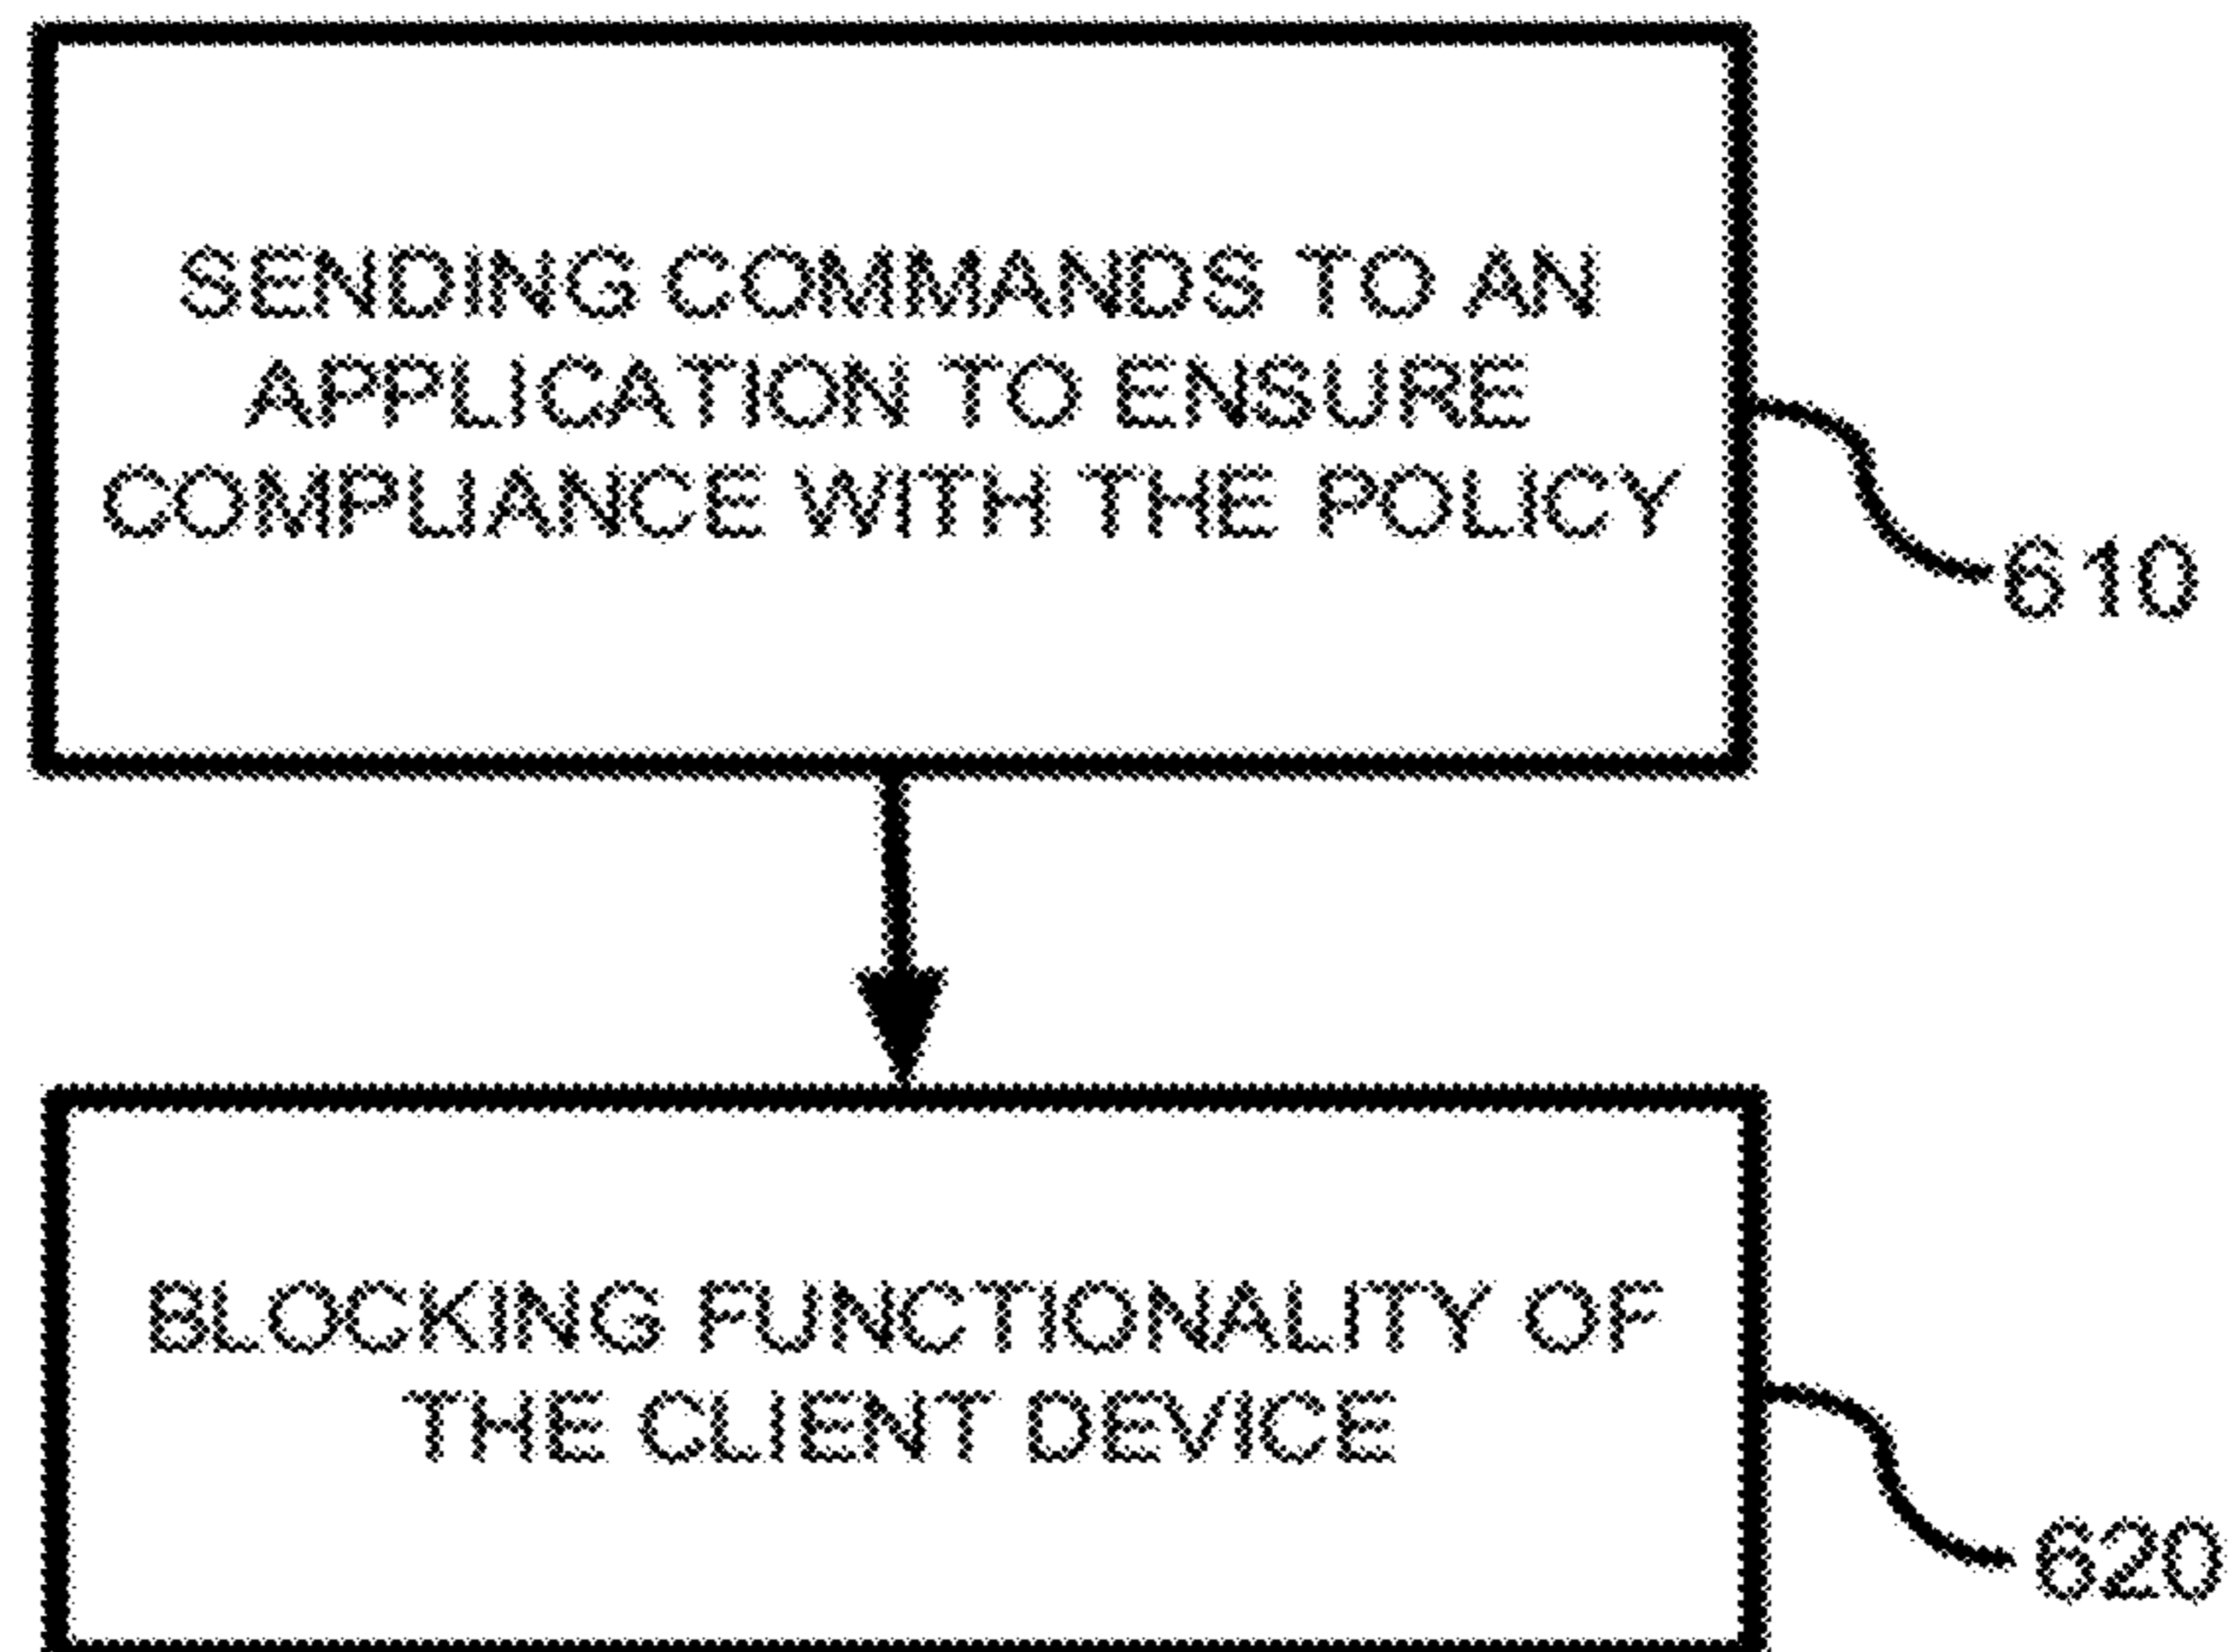 SENDING COMMANDS TO AN
APPLICATION TO ENSURE
COMPLIANCE WITH THE POLICY
610
BLOCKING FUNCTIONALITY OF
THE CLIENT DEVICE
620